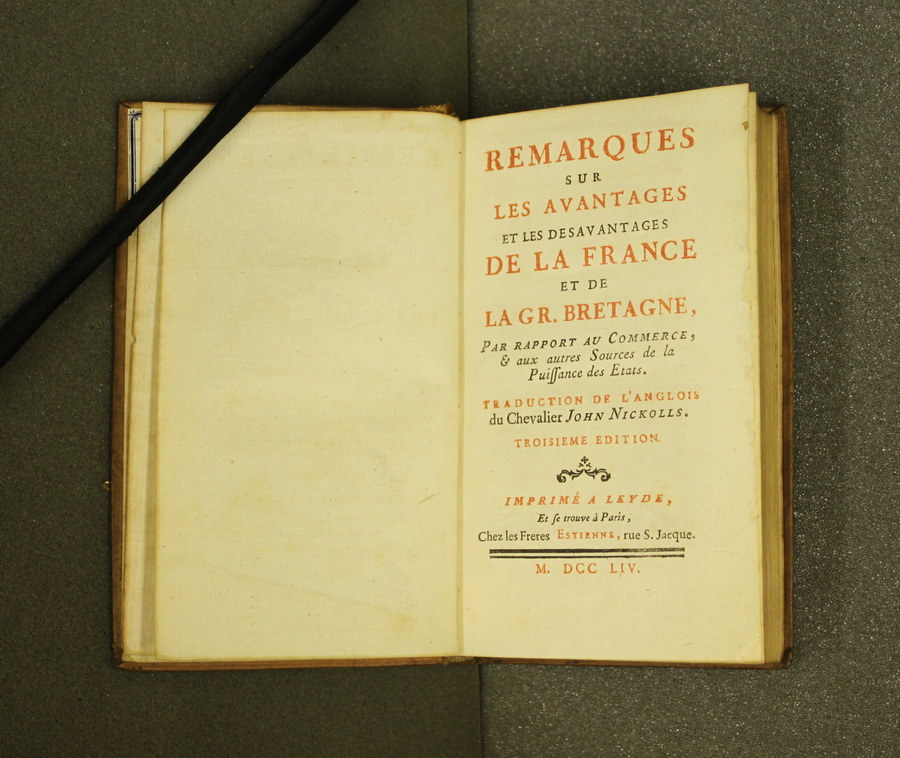 REMARQUES
SUR
LES AVANTAGES
ET LES DESAVANTAGES
DE LA FRANCE
ET DE
LA GR. BRETAGNE,
PAR RAPPORT AU COMMERCE,
& aux autres Sources de la
Puiſſance des Etats.
TRADUCTION DE L'ANGLOIS
du Chevalier JOHN NICKOLLS.
TROISIEME EDITION.
IMPRIMÉ A LEYDE,
Et ſe trouve à Paris,
Chez les Freres ESTIENNE, rue S. Jacque.
M. DCC LIV.